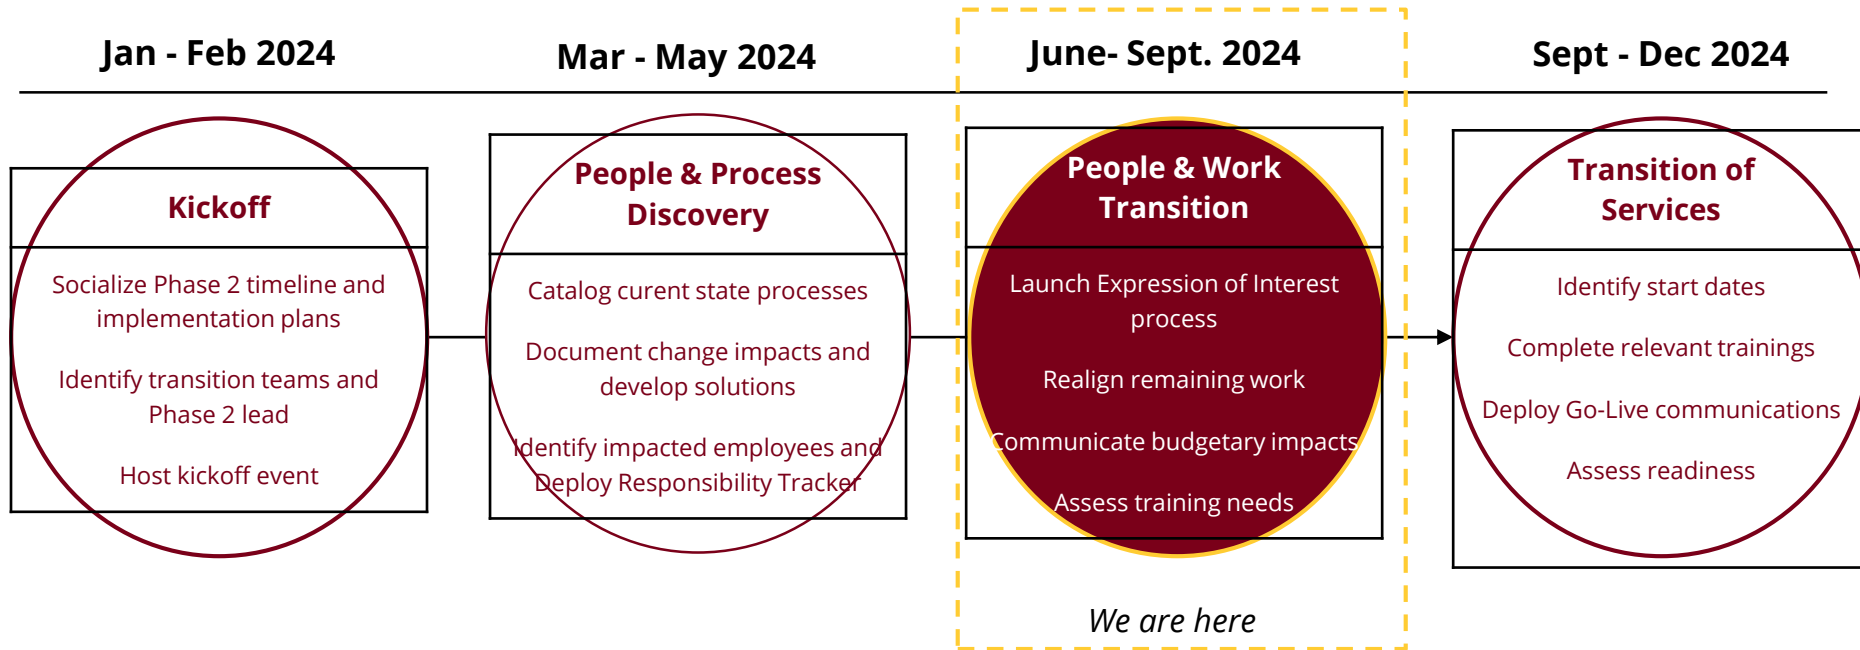 Jan - Feb 2024
Mar - May 2024
June- Sept. 2024
Sept - Dec 2024
Kickoff
Socialize Phase 2 timeline and
implementation plans
Identify transition teams and
Phase 2 lead
Host kickoff event
People & Process
Discovery
Catalog curent state processes
Document change impacts and
develop solutions
Identify impacted employees and
Deploy Responsibility Tracker
People & Work
Transition
Launch Expression of Interest
process
Realign remaining work
Communicate budgetary impacts
Assess training needs
We are here
Transition of
Services
Identify start dates
Complete relevant trainings
Deploy Go-Live communications
Assess readiness